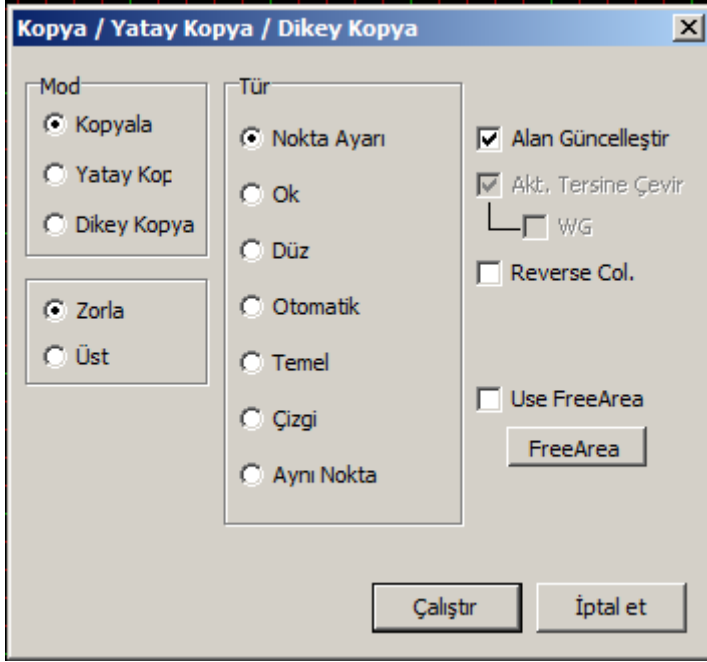 Kopya / Yatay Kopya / Dikey Kopya
Mod
Kopyala
Yatay Kop
Dikey Kopya
Zorla
Üst
Tür
Nokta Ayarı
Ok
Düz
Otomatik
Temel
Çizgi
Aynı Nokta
Alan Güncelleştir
Akt. Tersine Çevir
WG
Reverse Col.
Use FreeArea
FreeArea
Çalıştır
İptal et